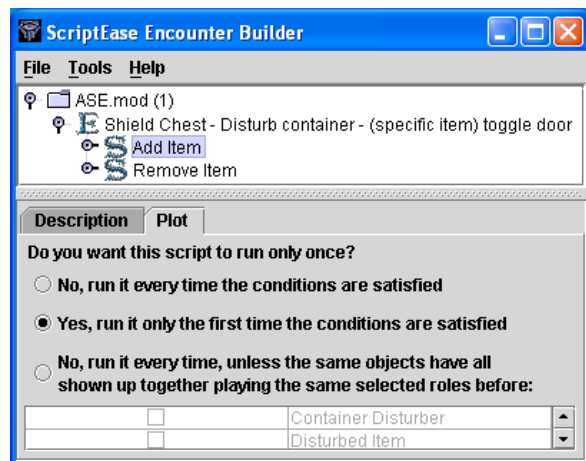 ScriptEase Encounter Builder
File Tools Help
ASE.mod (1)
Shield Chest - Disturb container - (specific item) toggle door
Add Item
Remove Item
Description Plot
Do you want this script to run only once?
No, run it every time the conditions are satisfied
Yes, run it only the first time the conditions are satisfied
No, run it every time, unless the same objects have all
shown up together playing the same selected roles before:
Container Disturber
Disturbed Item